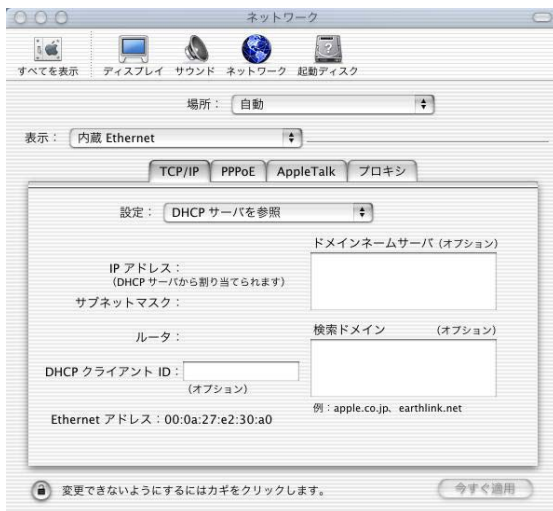 ネットワーク
すべてを表示 ディスプレイ サウンド ネットワーク 起動ディスク
場所： 自動
表示： 内蔵 Ethernet
TCP/IP PPPoE AppleTalk プロキシ
設定： DHCP サーバを参照
ドメインネームサーバ (オプション)
IP アドレス：
(DHCP サーバから割り当てられます)
サブネットマスク：
ルータ：
検索ドメイン (オプション)
DHCP クライアント ID：
(オプション)
例：apple.co.jp、earthlink.net
Ethernet アドレス：00:0a:27:e2:30:a0
変更できないようにするにはカギをクリックします。
今すぐ適用